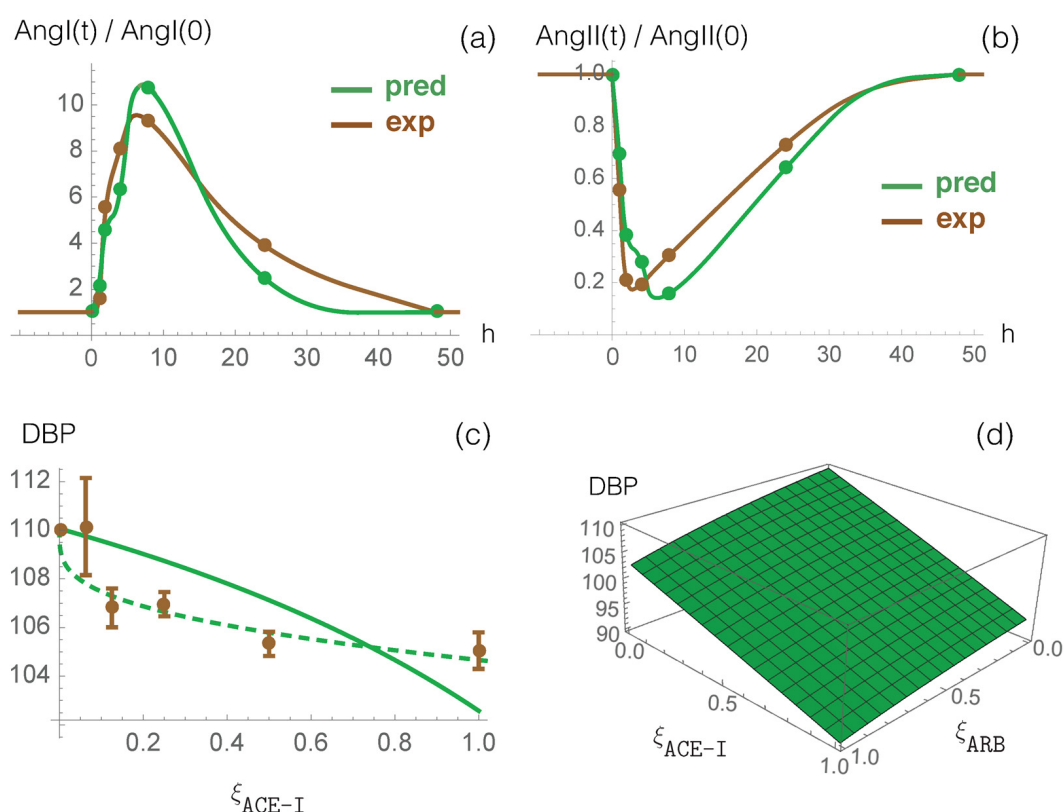 AngI(t) / AngI(0)
(a)
pred
exp
10
8
6
4
2
0
10
20
30
40
50
h
AngII(t) / AngII(0)
(b)
1.0
0.8
0.6
0.4
0.2
pred
exp
0
10
20
30
40
50
h
DBP
(c)
112
110
108
106
104
0.2
0.4
0.6
0.8
1.0
ξACE-I
(d)
DBP
110
105
100
95
90
0.0
0.5
1.0
ξACE-I
1.0
0.5
0.0
ξARB